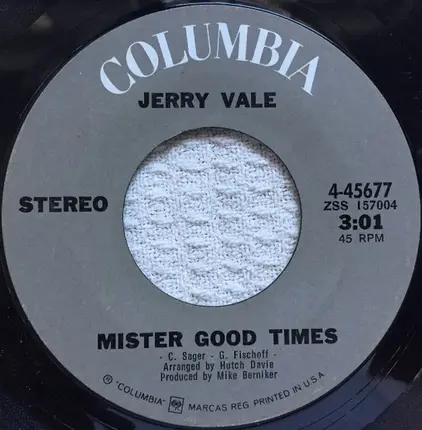 COLUMBIA
JERRY VALE
STEREO
4-45677
ZSS 157004
3:01
45 RPM
MISTER GOOD TIMES
- C. Sager - G. Fischoff -
Arranged by Hutch Davie
Produced by Mike Berniker
® "COLUMBIA" MARCAS REG. PRINTED IN U.S.A.